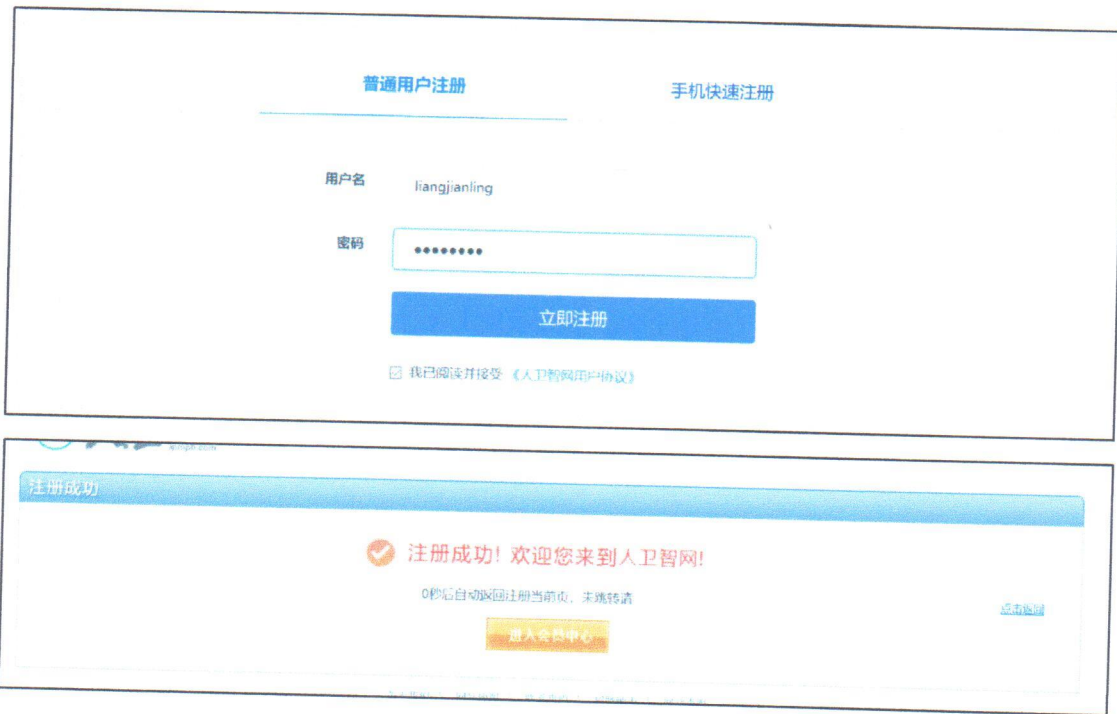 普通用户注册
手机快速注册
用户名
liangjianling
密码
••••••••
立即注册
我已阅读并接受 《人卫智网用户协议》
注册成功
注册成功! 欢迎您来到人卫智网!
0秒后自动返回注册当前页, 未跳转请
点击返回
进入会员中心